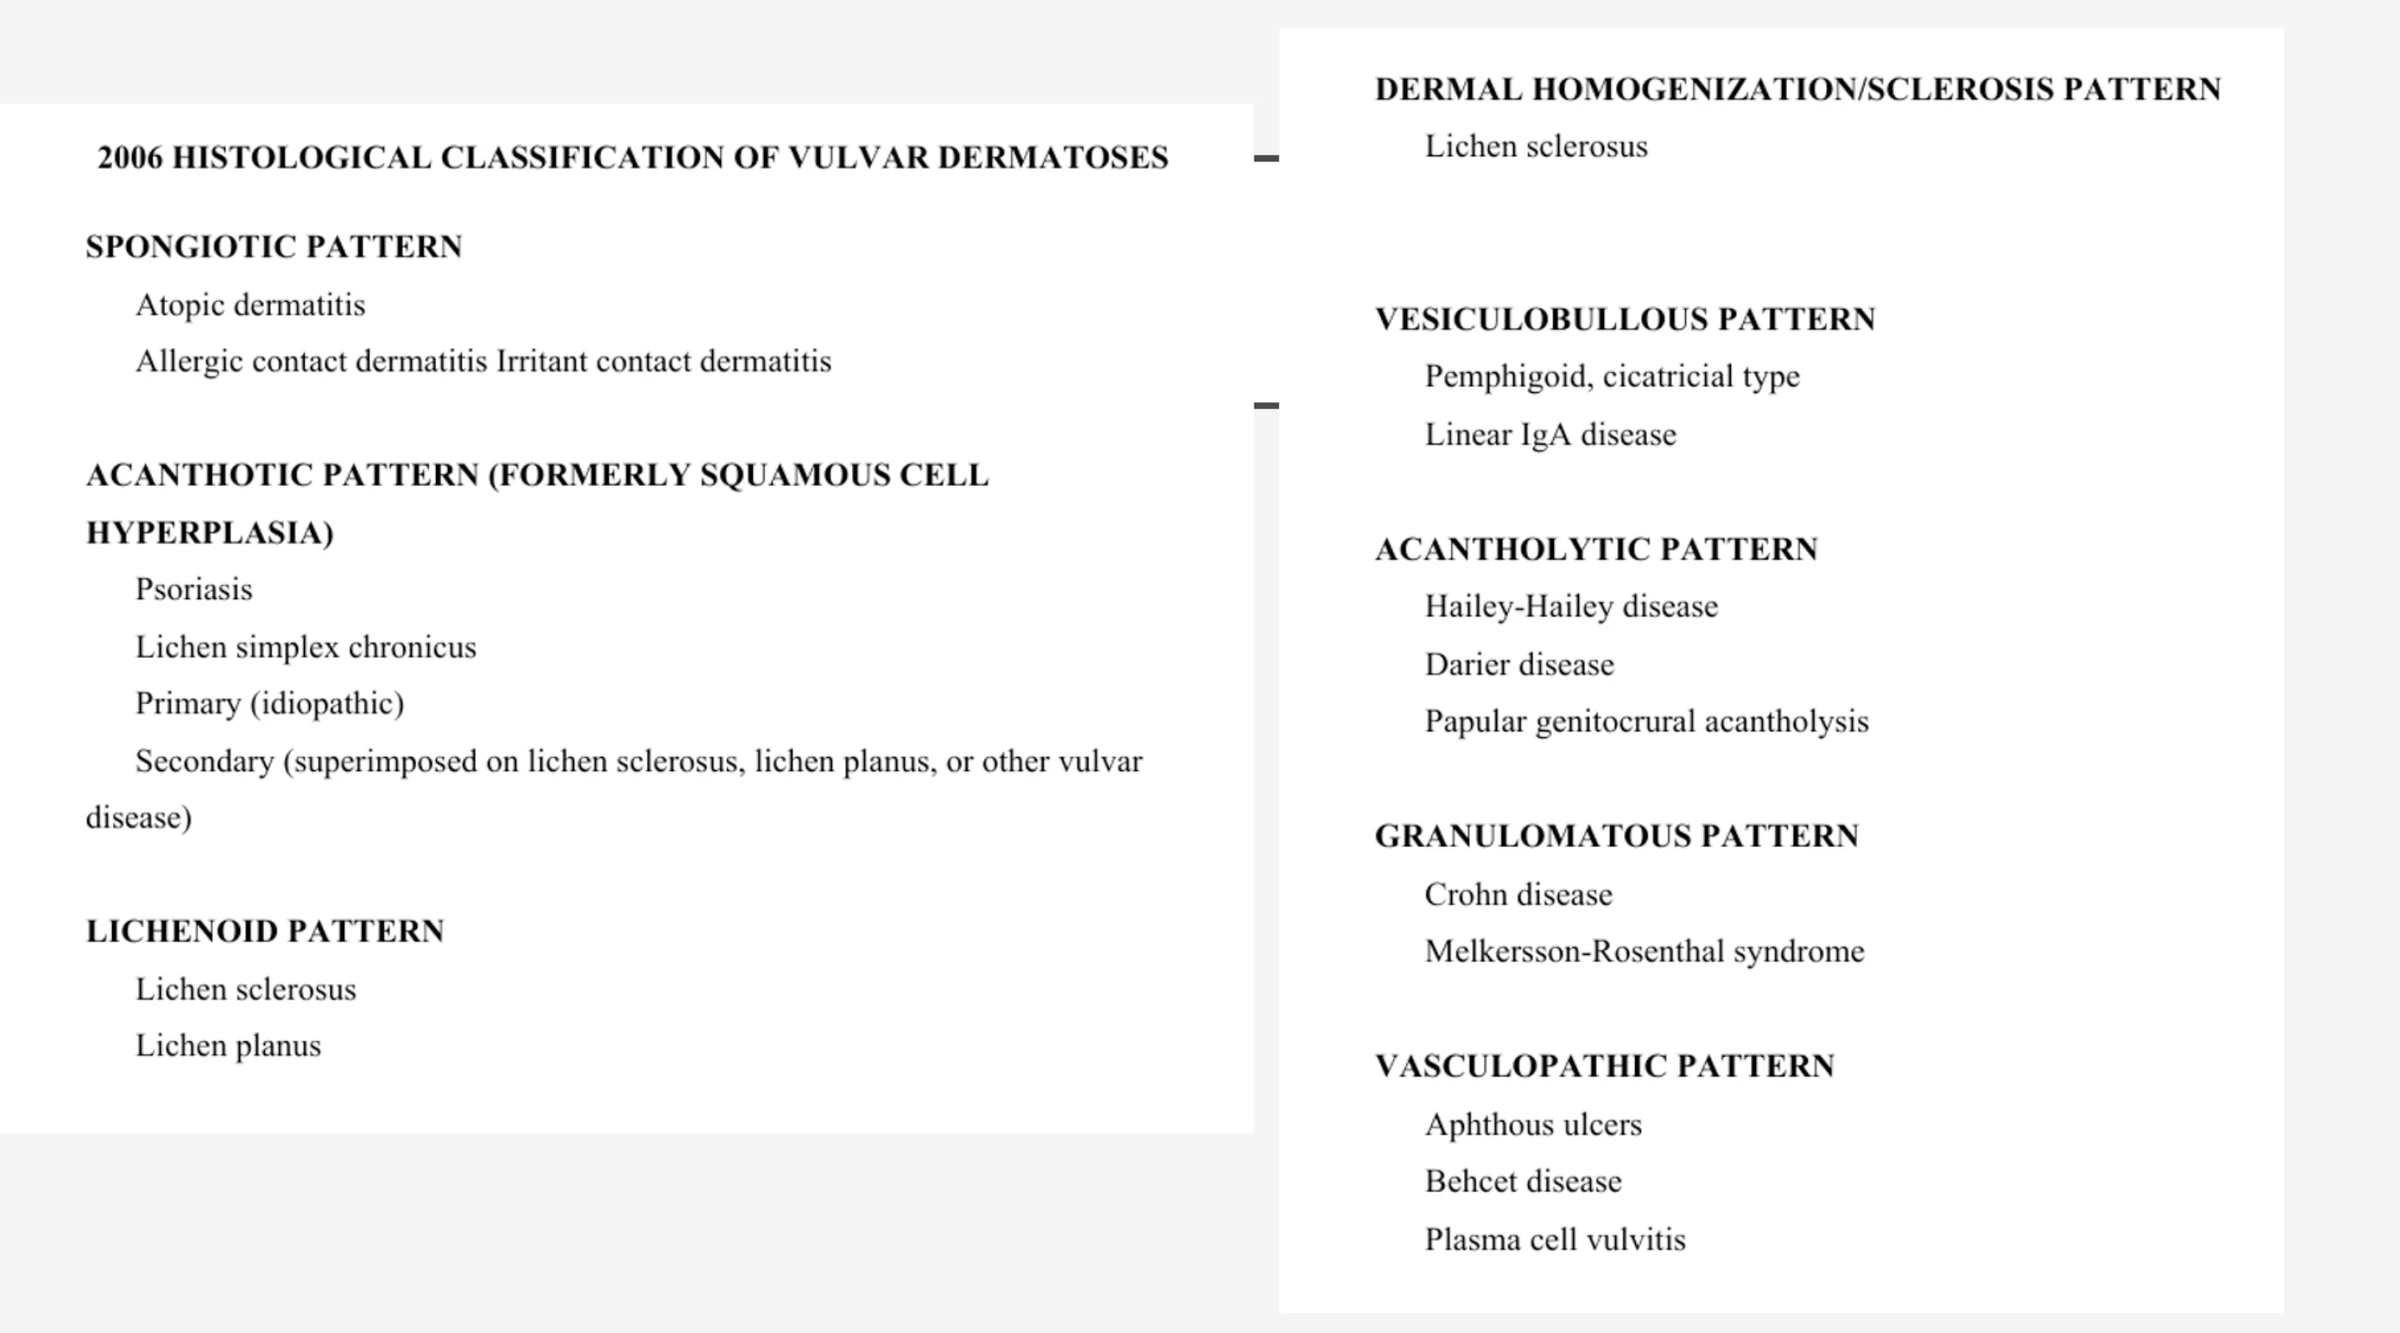 2006 HISTOLOGICAL CLASSIFICATION OF VULVAR DERMATOSES
SPONGIOTIC PATTERN
Atopic dermatitis
Allergic contact dermatitis Irritant contact dermatitis
ACANTHOTIC PATTERN (FORMERLY SQUAMOUS CELL
HYPERPLASIA)
Psoriasis
Lichen simplex chronicus
Primary (idiopathic)
Secondary (superimposed on lichen sclerosus, lichen planus, or other vulvar
disease)
LICHENOID PATTERN
Lichen sclerosus
Lichen planus
DERMAL HOMOGENIZATION/SCLEROSIS PATTERN
Lichen sclerosus
VESICULOBULLOUS PATTERN
Pemphigoid, cicatricial type
Linear IgA disease
ACANTHOLYTIC PATTERN
Hailey-Hailey disease
Darier disease
Papular genitocrural acantholysis
GRANULOMATOUS PATTERN
Crohn disease
Melkersson-Rosenthal syndrome
VASCULOPATHIC PATTERN
Aphthous ulcers
Behcet disease
Plasma cell vulvitis